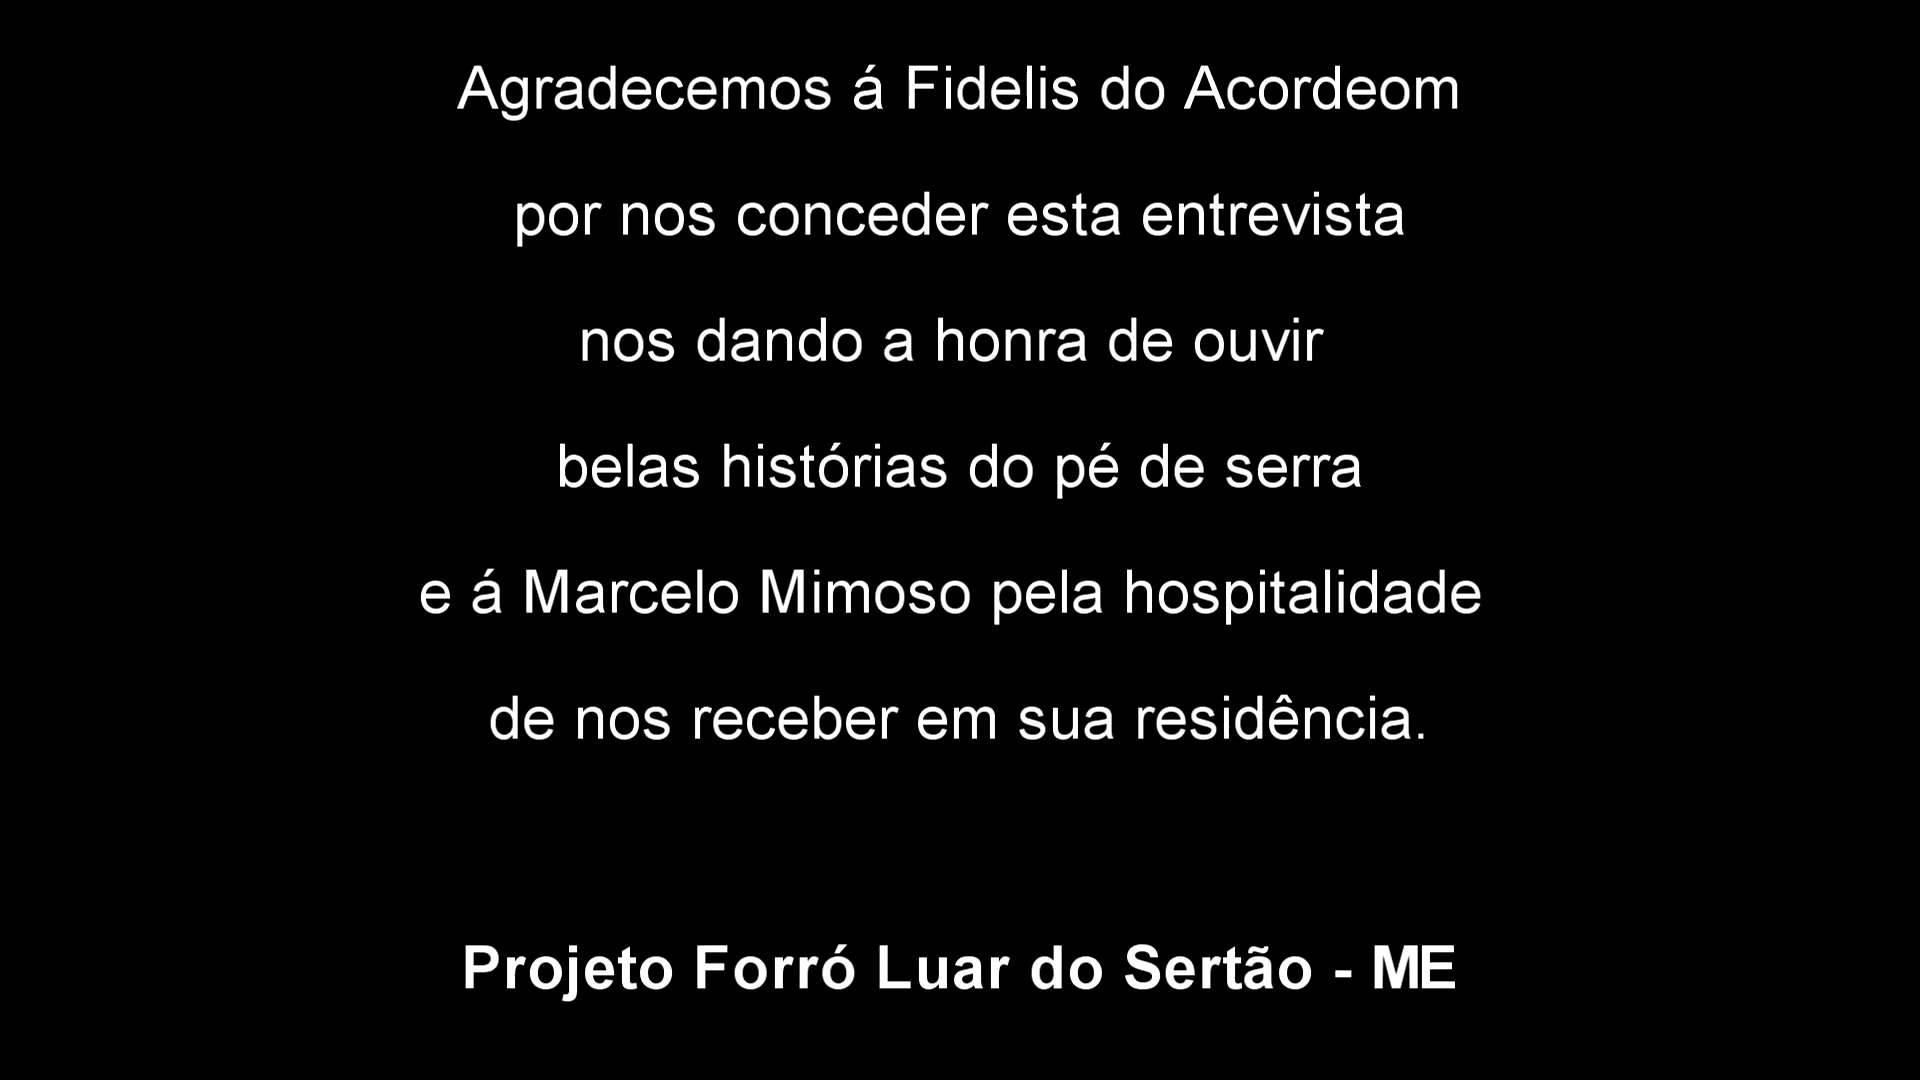 Agradecemos á Fidelis do Acordeom
por nos conceder esta entrevista
nos dando a honra de ouvir
belas histórias do pé de serra
e á Marcelo Mimoso pela hospitalidade
de nos receber em sua residência.
Projeto Forró Luar do Sertão - ME